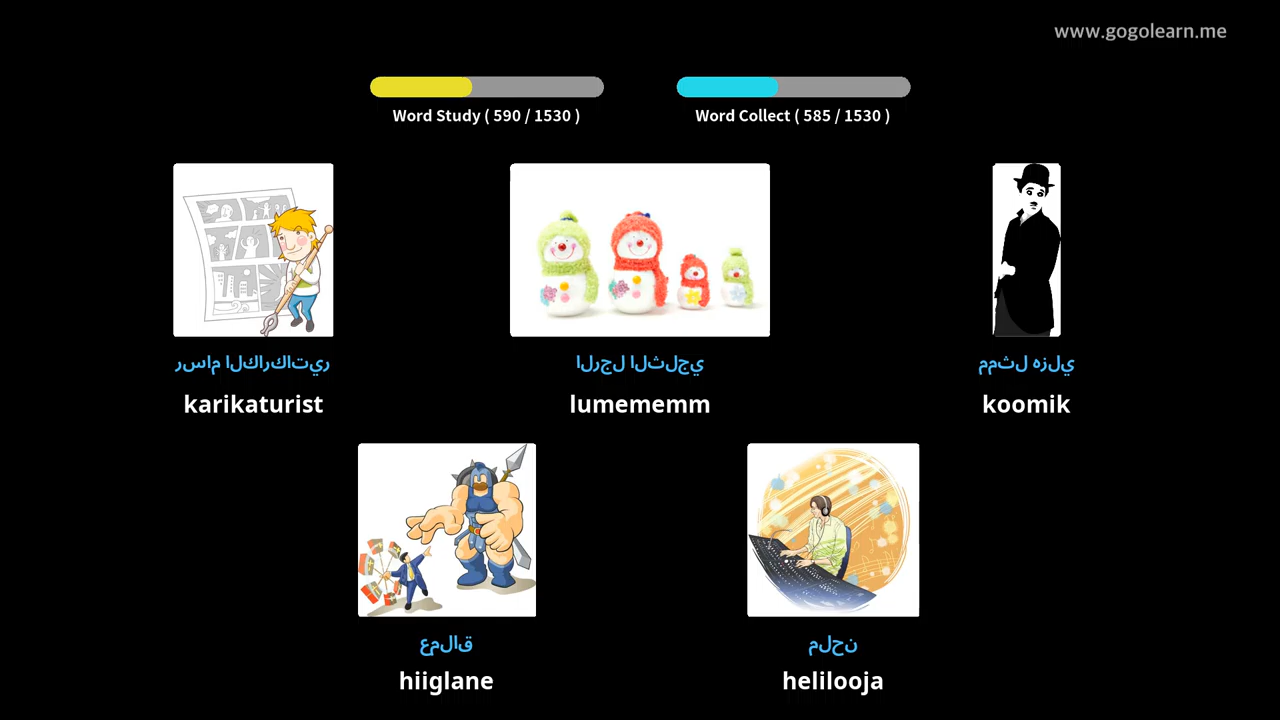 www.gogolearn.me
Word Study ( 590 / 1530 )
Word Collect ( 585 / 1530 )
رسام الكاركاتير
الرجل الثلجي
ممثل هزلي
karikaturist
lumememm
koomik
عملاق
ملحن
hiiglane
helilooja